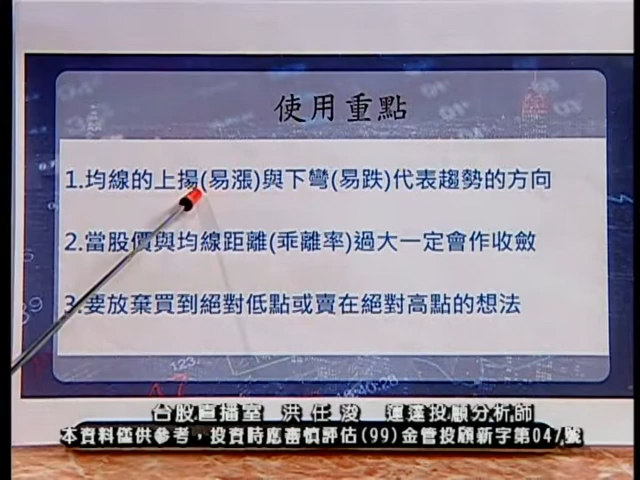 使用重點
1.均線的上揚(易漲)與下彎(易跌)代表趨勢的方向
2.當股價與均線距離(乖離率)過大一定會作收斂
3.要放棄買到絕對低點或賣在絕對高點的想法
台股直播室 洪任浚 運達投顧分析師
本資料僅供參考，投資時應審慎評估(99)金管投顧新字第047號